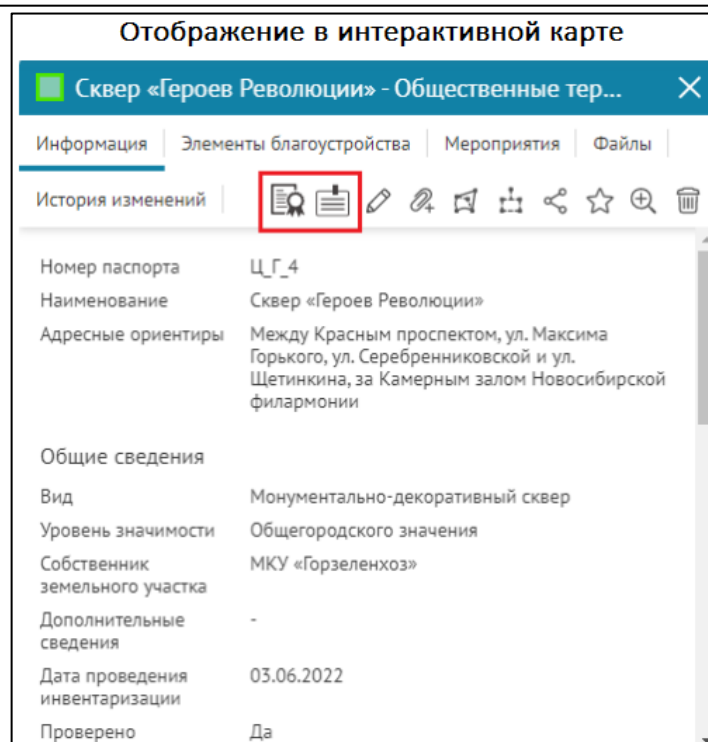 Отображение в интерактивной карте
Сквер «Героев Революции» - Общественные тер...
Информация Элементы благоустройства Мероприятия Файлы
История изменений
Номер паспорта Ц_Г_4
Наименование Сквер «Героев Революции»
Адресные ориентиры Между Красным проспектом, ул. Максима
Горького, ул. Серебренниковской и ул.
Щетинкина, за Камерным залом Новосибирской
филармонии
Общие сведения
Вид Монументально-декоративный сквер
Уровень значимости Общегородского значения
Собственник МКУ «Горзеленхоз»
земельного участка
Дополнительные -
сведения
Дата проведения 03.06.2022
инвентаризации
Проверено Да